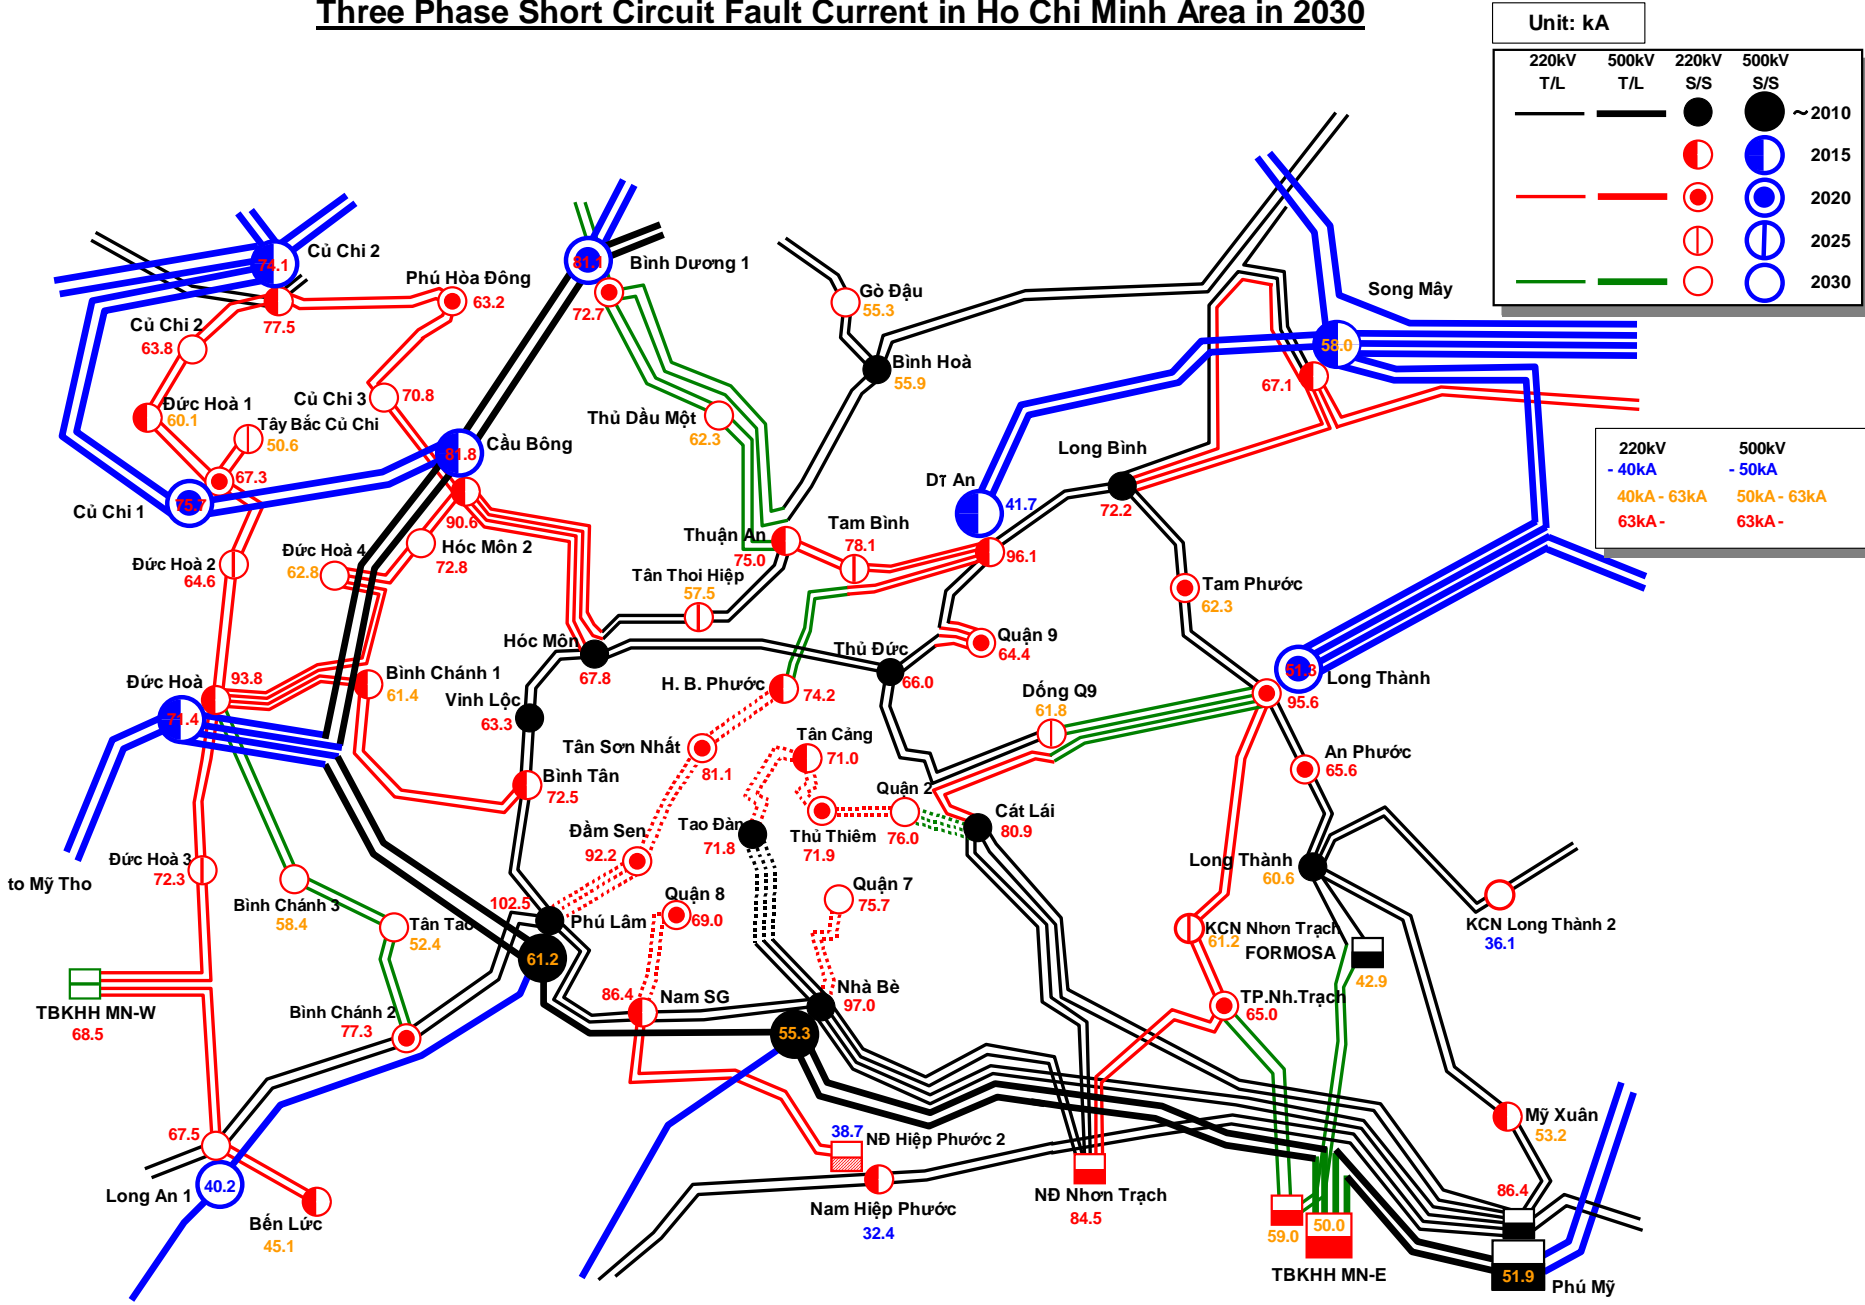 Three Phase Short Circuit Fault Current in Ho Chi Minh Area in 2030
Unit: kA
220kV 500kV 220kV 500kV
T/L T/L S/S S/S
~2010
2015
2020
2025
2030
220kV 500kV
- 40kA - 50kA
40kA - 63kA 50kA - 63kA
63kA - 63kA -
Củ Chi 2
74.1
77.5
Phú Hòa Đông
63.2
Bình Dương 1
81.1
72.7
Gò Đậu
55.3
Song Mây
58.0
67.1
Củ Chi 2
63.8
Bình Hoà
55.9
Củ Chi 3
70.8
Đức Hoà 1
60.1
Tây Bắc Củ Chi
50.6
Thủ Dầu Một
62.3
Cầu Bông
81.8
90.6
Long Bình
72.2
67.3
Củ Chi 1
75.7
Dĩ An
41.7
96.1
Thuận An
75.0
Tam Bình
78.1
Đức Hoà 2
64.6
Đức Hoà 4
62.8
Hóc Môn 2
72.8
Tân Thoi Hiệp
57.5
Tam Phước
62.3
Hóc Môn
67.8
Thủ Đức
66.0
Quận 9
64.4
Đức Hoà
93.8
71.4
Bình Chánh 1
61.4
Vinh Lộc
63.3
H. B. Phước
74.2
Dống Q9
61.8
51.3
Long Thành
95.6
Tân Sơn Nhất
81.1
Tân Cảng
71.0
An Phước
65.6
Bình Tân
72.5
Quận 2
76.0
Cát Lái
80.9
Đầm Sen
92.2
Tao Đàn
71.8
Thủ Thiêm
71.9
Đức Hoà 3
72.3
to Mỹ Tho
Long Thành
60.6
Bình Chánh 3
58.4
Tân Tao
52.4
102.5
Phú Lâm
61.2
Quận 8
69.0
Quận 7
75.7
KCN Nhơn Trạch
61.2
FORMOSA
42.9
KCN Long Thành 2
36.1
TBKHH MN-W
68.5
Bình Chánh 2
77.3
86.4
Nam SG
Nhà Bè
97.0
55.3
TP.Nh.Trạch
65.0
67.5
Long An 1
40.2
Bến Lức
45.1
38.7
NĐ Hiệp Phước 2
Nam Hiệp Phước
32.4
NĐ Nhơn Trạch
84.5
Mỹ Xuân
53.2
86.4
59.0
50.0
TBKHH MN-E
51.9
Phú Mỹ